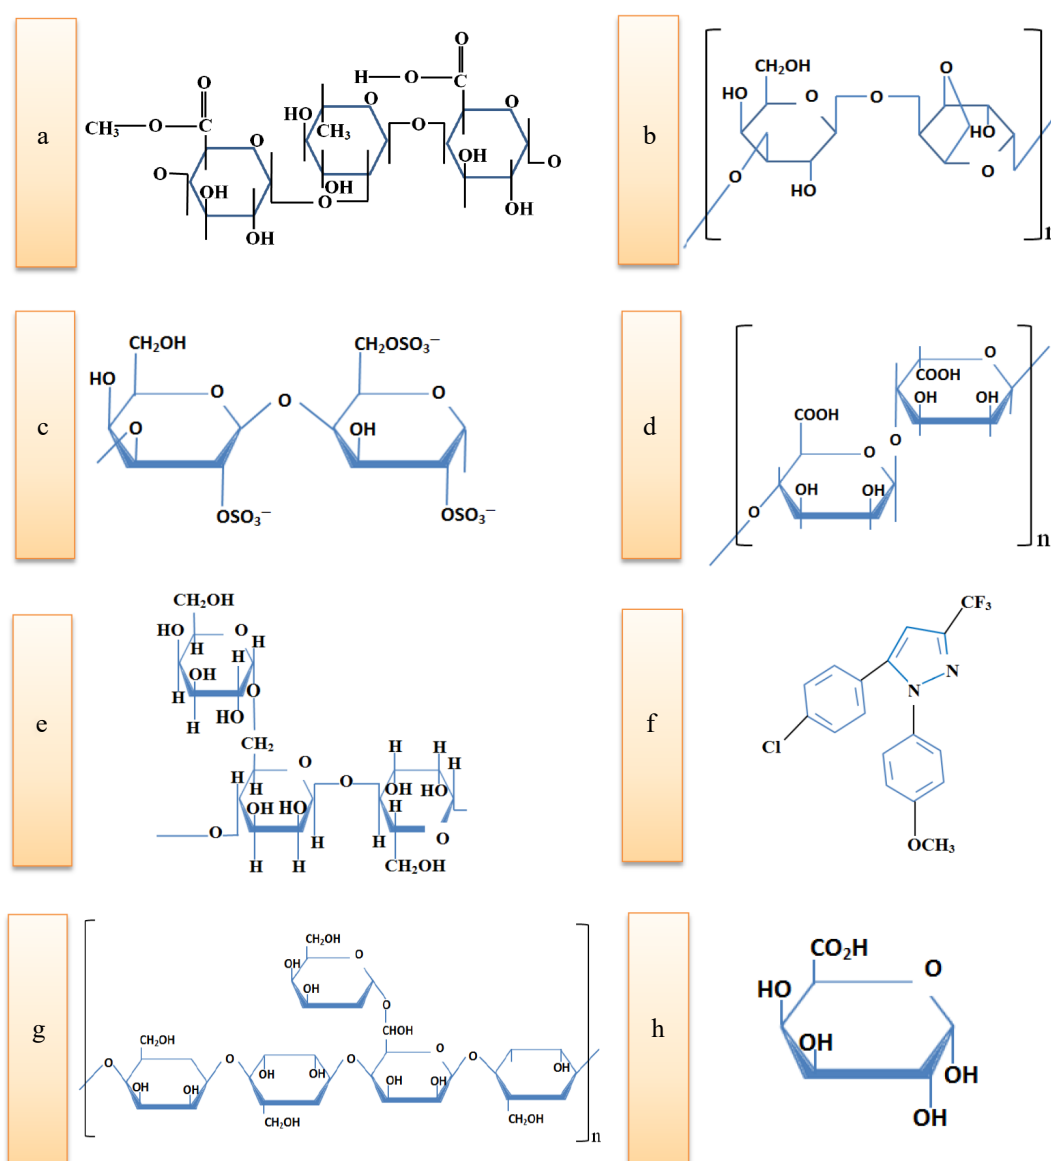 a
CH₃ O C O
O OH OH O
HO CH₃ O OH O
H O C O
O OH OH O
b
CH₂OH
HO O O O
O HO HO O
n
c
CH₂OH CH₂OSO₃⁻
HO O O O
O OH
OSO₃⁻ OSO₃⁻
d
O
COOH
OH OH
COOH O
O
OH OH
O
n
e
CH₂OH
HO O H
H H
OH
H O
HO
H
CH₂ H H
H O O H
H OH HO
OH HO H
O H O
H H CH₂OH
f
CF₃
N
N
Cl
OCH₃
g
CH₂OH
OH O
OH
O
CHOH
CH₂OH
O O O O O
OH OH OH OH OH OH OH
CH₂OH CH₂OH
n
h
CO₂H
O
HO
OH
OH
OH